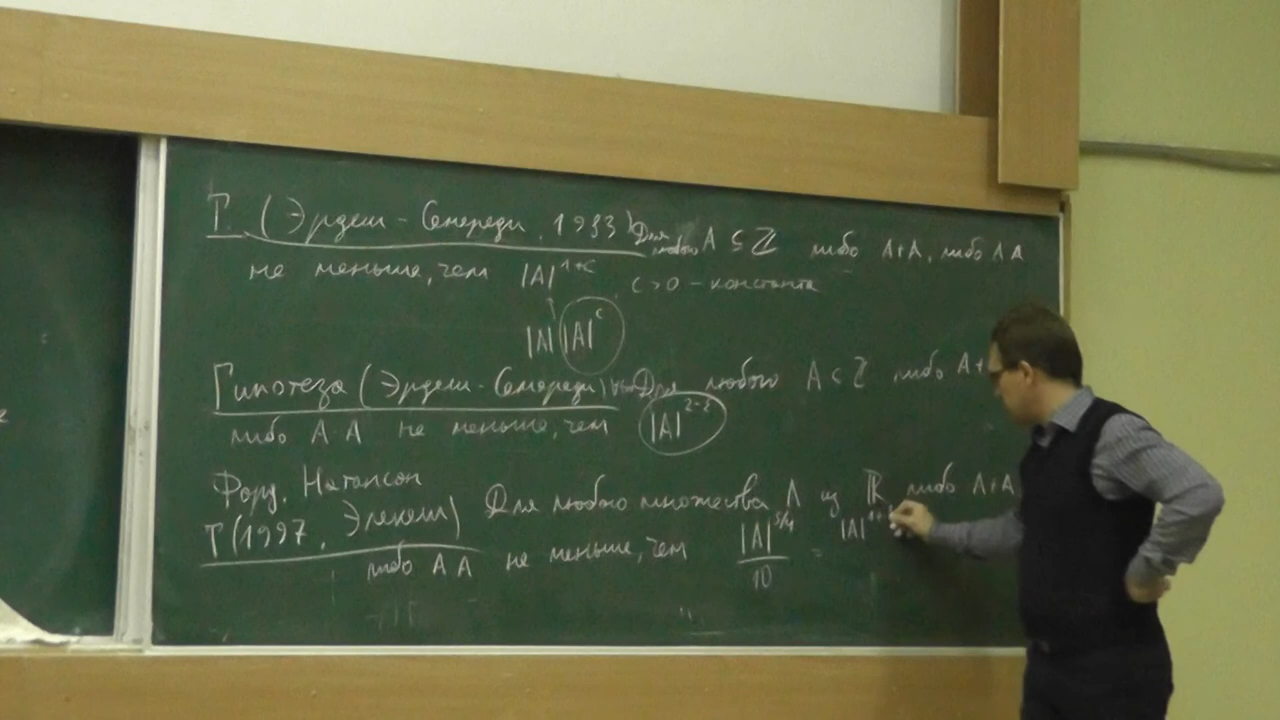 Т. (Эрдеш - Семереди, 1983) Для любого A ⊆ ℤ либо A+A, либо A A
не меньше, чем |A|^{1+c}, c>0 - константа
|A| |A|^c
Гипотеза (Эрдеш - Семереди) Для любого A ⊂ ℤ либо A+
либо A A не меньше, чем |A|^{2-ε}
Форд, Натансон
Т (1997, Элекеш) Для любого множества A из ℝ либо A+A
либо A A не меньше, чем |A|^{5/4} / 10 = |A|^{1+